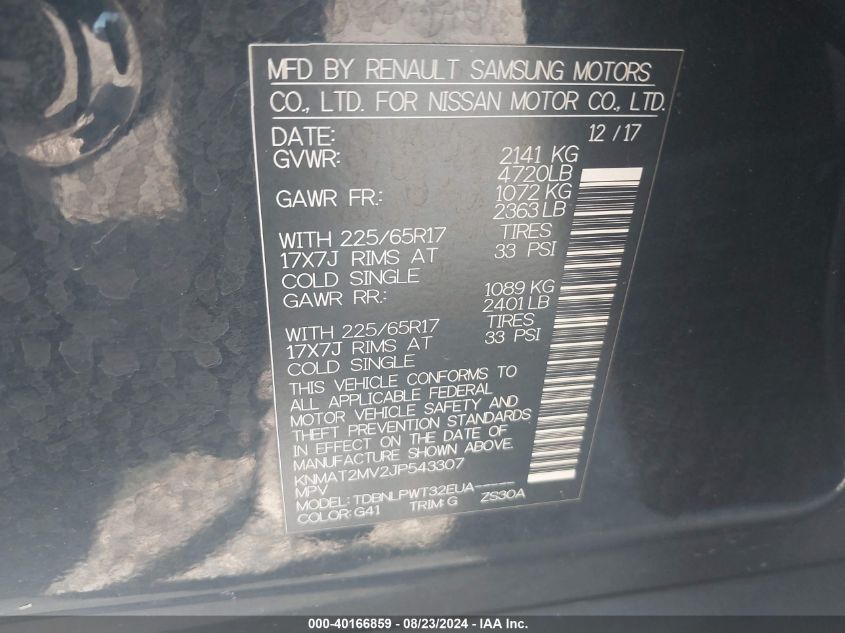 MFD BY RENAULT SAMSUNG MOTORS
CO., LTD. FOR NISSAN MOTOR CO., LTD.
DATE: 12 / 17
GVWR: 2141 KG
4720LB
GAWR FR.: 1072 KG
2363 LB
WITH 225/65R17 TIRES
17X7J RIMS AT 33 PSI
COLD SINGLE
GAWR RR.: 1089 KG
2401 LB
WITH 225/65R17 TIRES
17X7J RIMS AT 33 PSI
COLD SINGLE
THIS VEHICLE CONFORMS TO
ALL APPLICABLE FEDERAL
MOTOR VEHICLE SAFETY AND
THEFT PREVENTION STANDARDS
IN EFFECT ON THE DATE OF
MANUFACTURE SHOWN ABOVE.
KNMAT2MV2JP543307
MPV
MODEL: TDBNLPWT32EUA-----
COLOR: G41 TRIM: G ZS30A
000-40166859 - 08/23/2024 - IAA Inc.